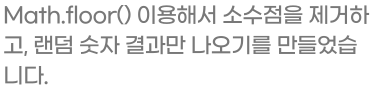 Math.floor() 이용해서 소수점을 제거하
고, 랜덤 숫자 결과만 나오기를 만들었습
니다.